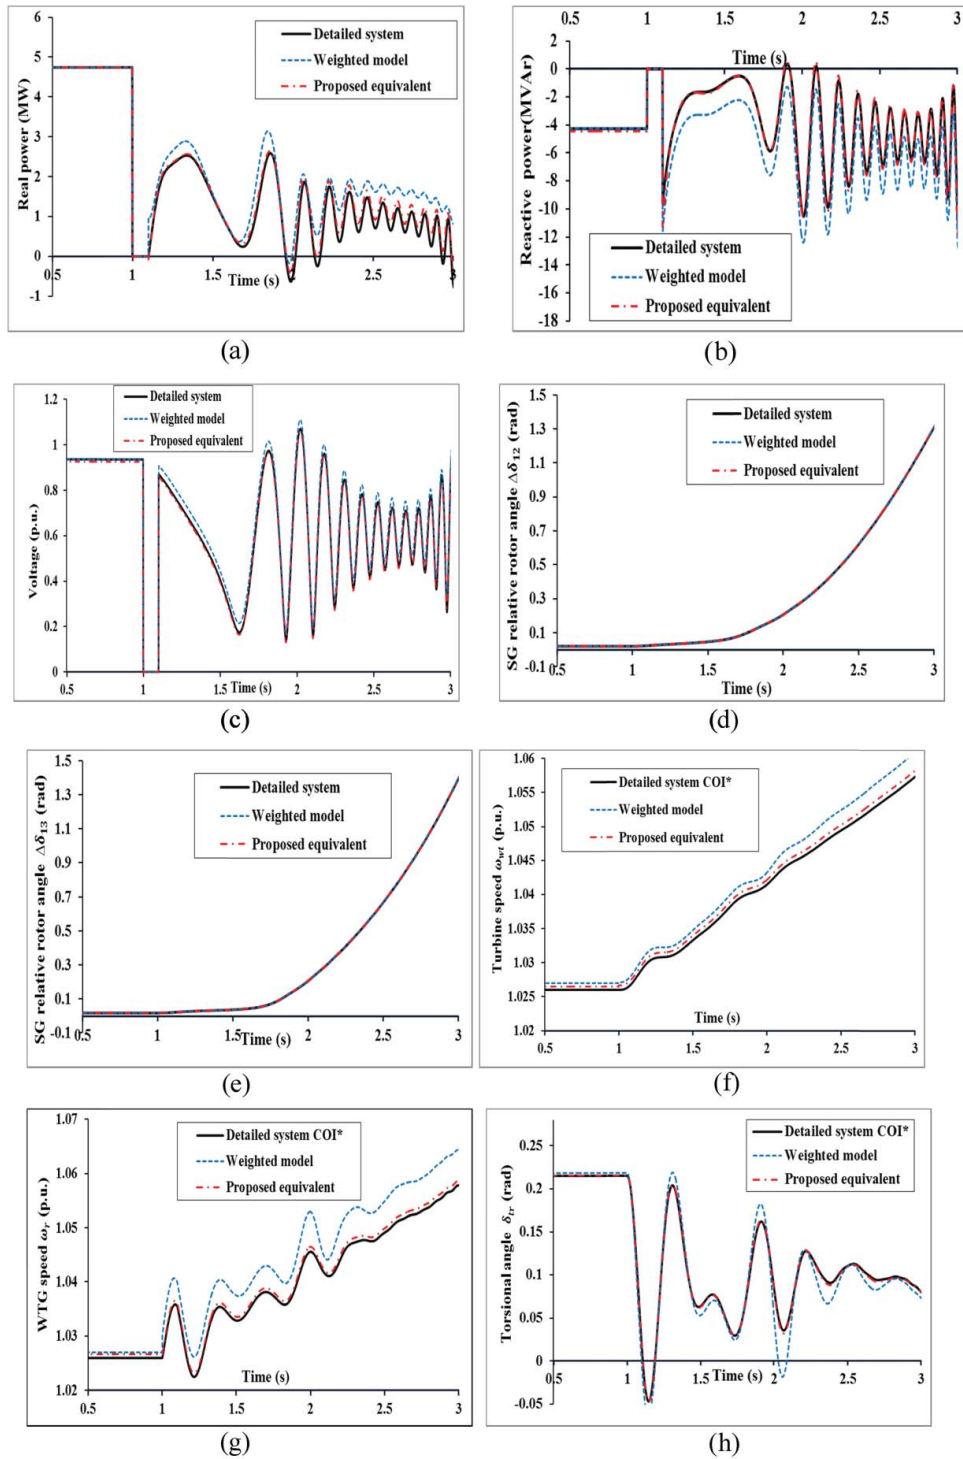 Real power (MW)
6
5
4
3
2
1
0
-1
0.5 1 1.5 2 2.5 3
Time (s)
Detailed system
Weighted model
Proposed equivalent
(a)
0.5 1 1.5 2 2.5 3
Time (s)
Reactive power(MVAr)
2
0
-2
-4
-6
-8
-10
-12
-14
-16
-18
Detailed system
Weighted model
Proposed equivalent
(b)
Voltage (p.u.)
1.2
1
0.8
0.6
0.4
0.2
0
0.5 1 1.5 2 2.5 3
Time (s)
Detailed system
Weighted model
Proposed equivalent
(c)
SG relative rotor angle Δδ12 (rad)
1.5
1.3
1.1
0.9
0.7
0.5
0.3
0.1
-0.1
0.5 1 1.5 2 2.5 3
Time (s)
Detailed system
Weighted model
Proposed equivalent
(d)
SG relative rotor angle Δδ13 (rad)
1.5
1.3
1.1
0.9
0.7
0.5
0.3
0.1
-0.1
0.5 1 1.5 2 2.5 3
Time (s)
Detailed system
Weighted model
Proposed equivalent
(e)
Turbine speed ωwt (p.u.)
1.06
1.055
1.05
1.045
1.04
1.035
1.03
1.025
1.02
0.5 1 1.5 2 2.5 3
Time (s)
Detailed system COI*
Weighted model
Proposed equivalent
(f)
WTG speed ωr (p.u.)
1.07
1.06
1.05
1.04
1.03
1.02
0.5 1 1.5 2 2.5 3
Time (s)
Detailed system COI*
Weighted model
Proposed equivalent
(g)
Torsional angle δtr (rad)
0.25
0.2
0.15
0.1
0.05
0
-0.05
0.5 1 1.5 2 2.5 3
Time (s)
Detailed system COI*
Weighted model
Proposed equivalent
(h)